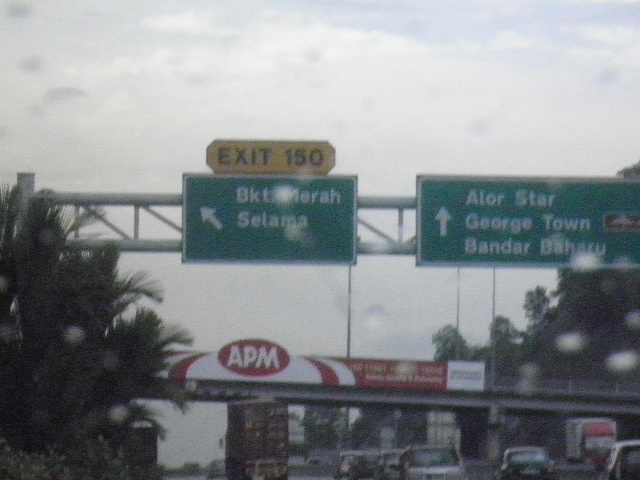 EXIT 150
Bkt. Merah
Selama
Alor Star
George Town
Bandar Baharu
APM